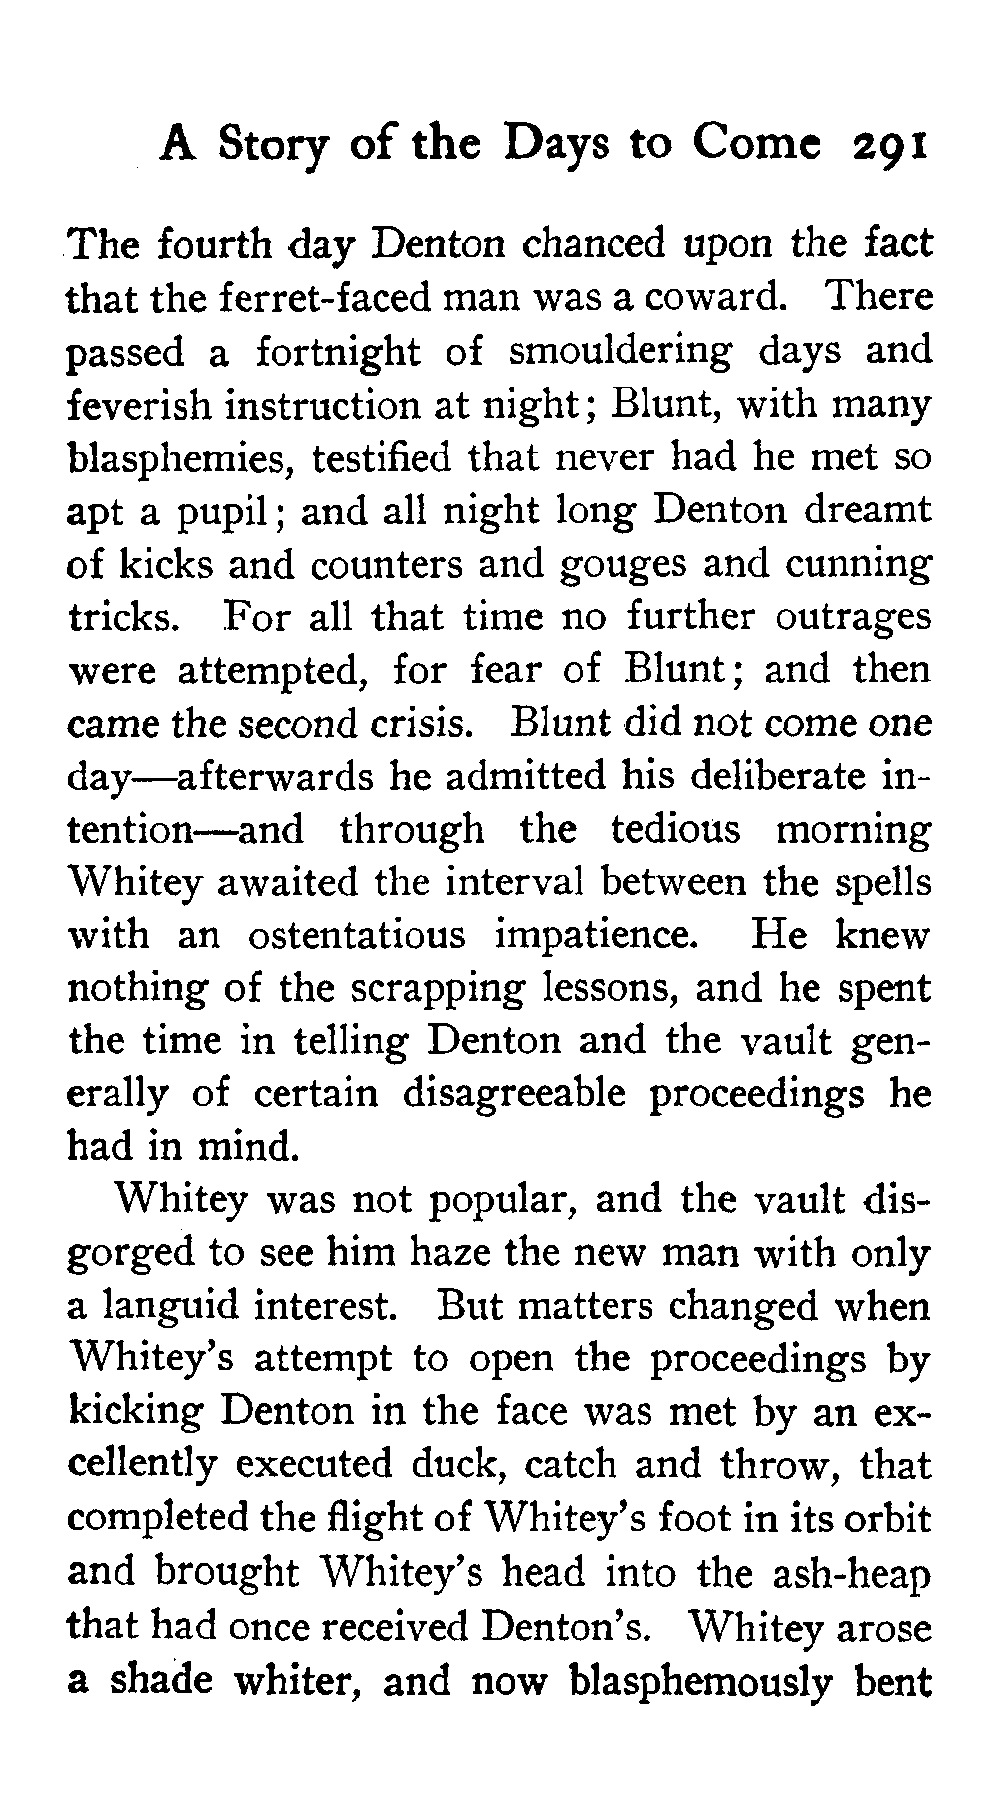 A Story of the Days to Come 291
The fourth day Denton chanced upon the fact
that the ferret-faced man was a coward. There
passed a fortnight of smouldering days and
feverish instruction at night; Blunt, with many
blasphemies, testified that never had he met so
apt a pupil; and all night long Denton dreamt
of kicks and counters and gouges and cunning
tricks. For all that time no further outrages
were attempted, for fear of Blunt; and then
came the second crisis. Blunt did not come one
day—afterwards he admitted his deliberate in-
tention—and through the tedious morning
Whitey awaited the interval between the spells
with an ostentatious impatience. He knew
nothing of the scrapping lessons, and he spent
the time in telling Denton and the vault gen-
erally of certain disagreeable proceedings he
had in mind.
Whitey was not popular, and the vault dis-
gorged to see him haze the new man with only
a languid interest. But matters changed when
Whitey's attempt to open the proceedings by
kicking Denton in the face was met by an ex-
cellently executed duck, catch and throw, that
completed the flight of Whitey's foot in its orbit
and brought Whitey's head into the ash-heap
that had once received Denton's. Whitey arose
a shade whiter, and now blasphemously bent